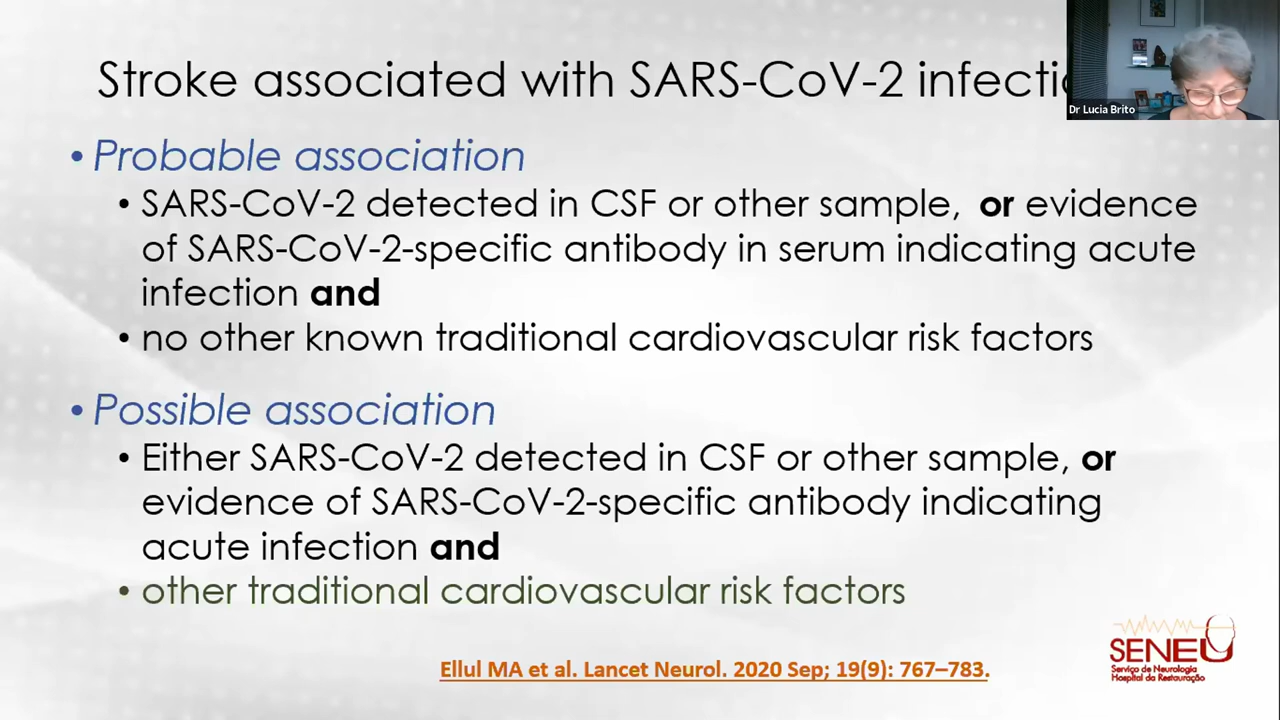 Stroke associated with SARS-CoV-2 infectio
Dr Lucia Brito
• Probable association
• SARS-CoV-2 detected in CSF or other sample, or evidence
of SARS-CoV-2-specific antibody in serum indicating acute
infection and
• no other known traditional cardiovascular risk factors
• Possible association
• Either SARS-CoV-2 detected in CSF or other sample, or
evidence of SARS-CoV-2-specific antibody indicating
acute infection and
• other traditional cardiovascular risk factors
Ellul MA et al. Lancet Neurol. 2020 Sep; 19(9): 767–783.
SENEU
Serviço de Neurologia
Hospital da Restauração